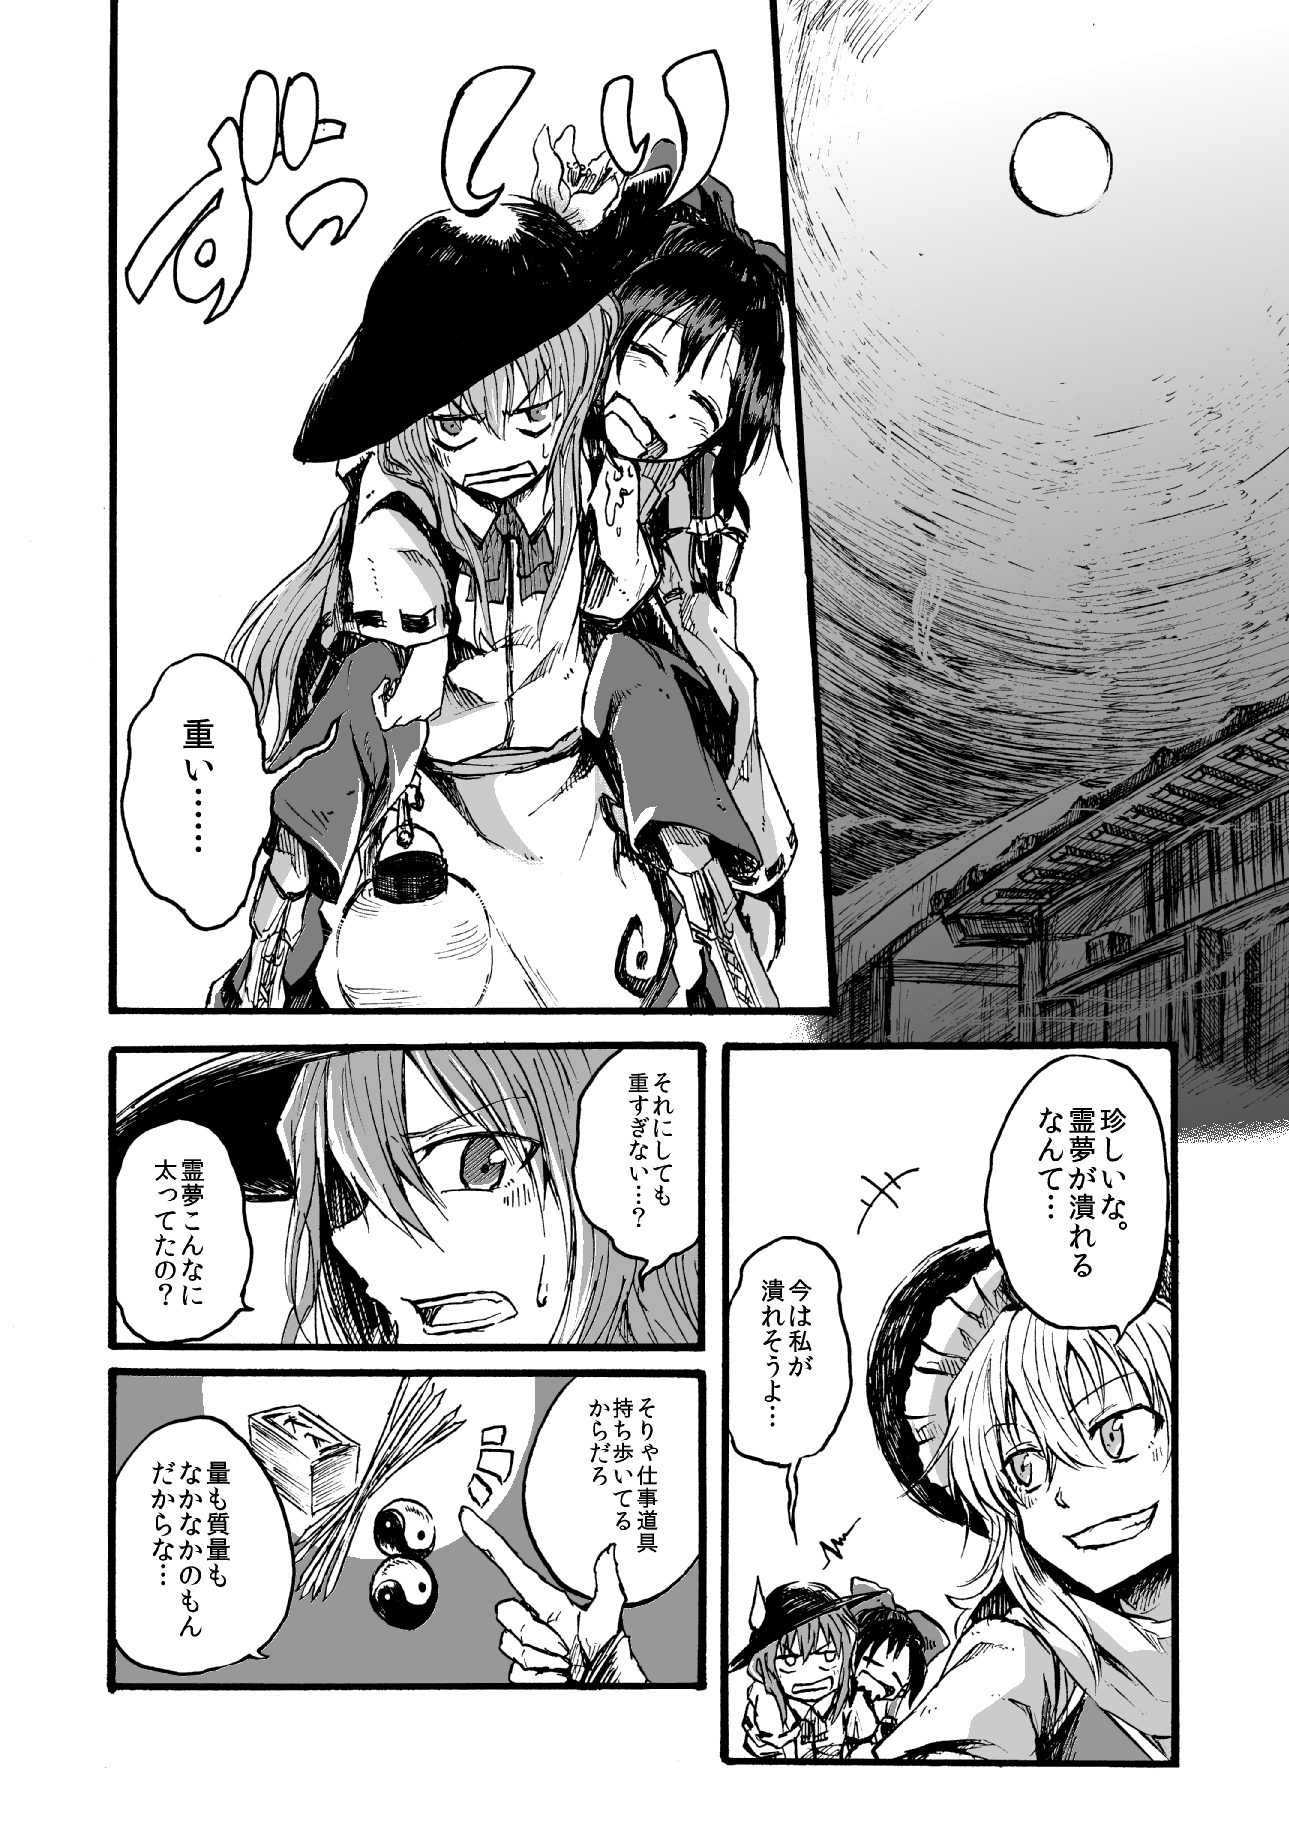 ずっしり
重い……
珍しいな。
霊夢が潰れる
なんて…
今は私が
潰れそうよ…
それにしても
重すぎない…？
霊夢こんなに
太ってたの？
そりゃ仕事道具
持ち歩いてる
からだろ
量も質量も
なかなかのもん
だからな…